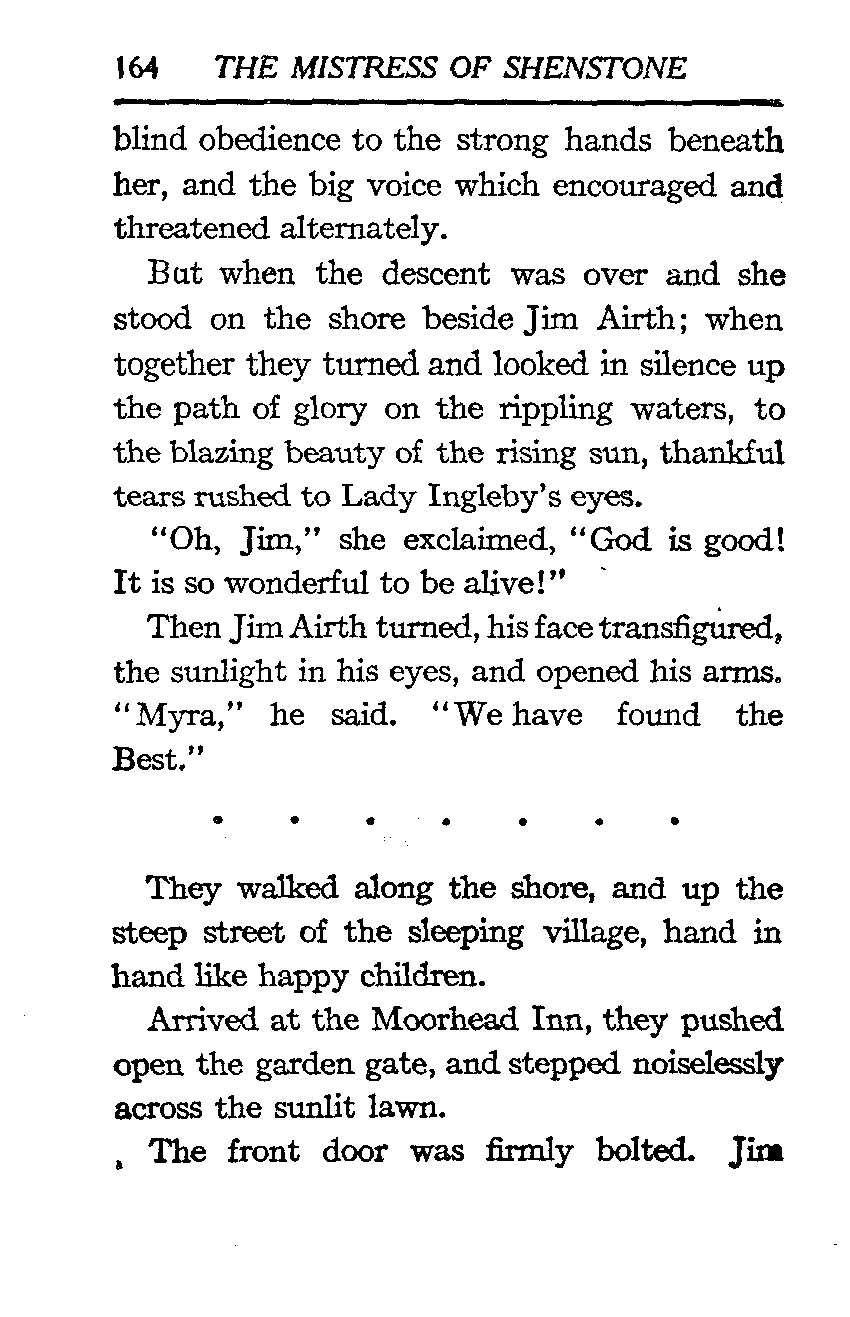 164 THE MISTRESS OF SHENSTONE
blind obedience to the strong hands beneath
her, and the big voice which encouraged and
threatened alternately.
But when the descent was over and she
stood on the shore beside Jim Airth; when
together they turned and looked in silence up
the path of glory on the rippling waters, to
the blazing beauty of the rising sun, thankful
tears rushed to Lady Ingleby's eyes.
"Oh, Jim," she exclaimed, "God is good!
It is so wonderful to be alive!"
Then Jim Airth turned, his face transfigured,
the sunlight in his eyes, and opened his arms.
"Myra," he said. "We have found the
Best."
. . . . . . .
They walked along the shore, and up the
steep street of the sleeping village, hand in
hand like happy children.
Arrived at the Moorhead Inn, they pushed
open the garden gate, and stepped noiselessly
across the sunlit lawn.
The front door was firmly bolted. Jim